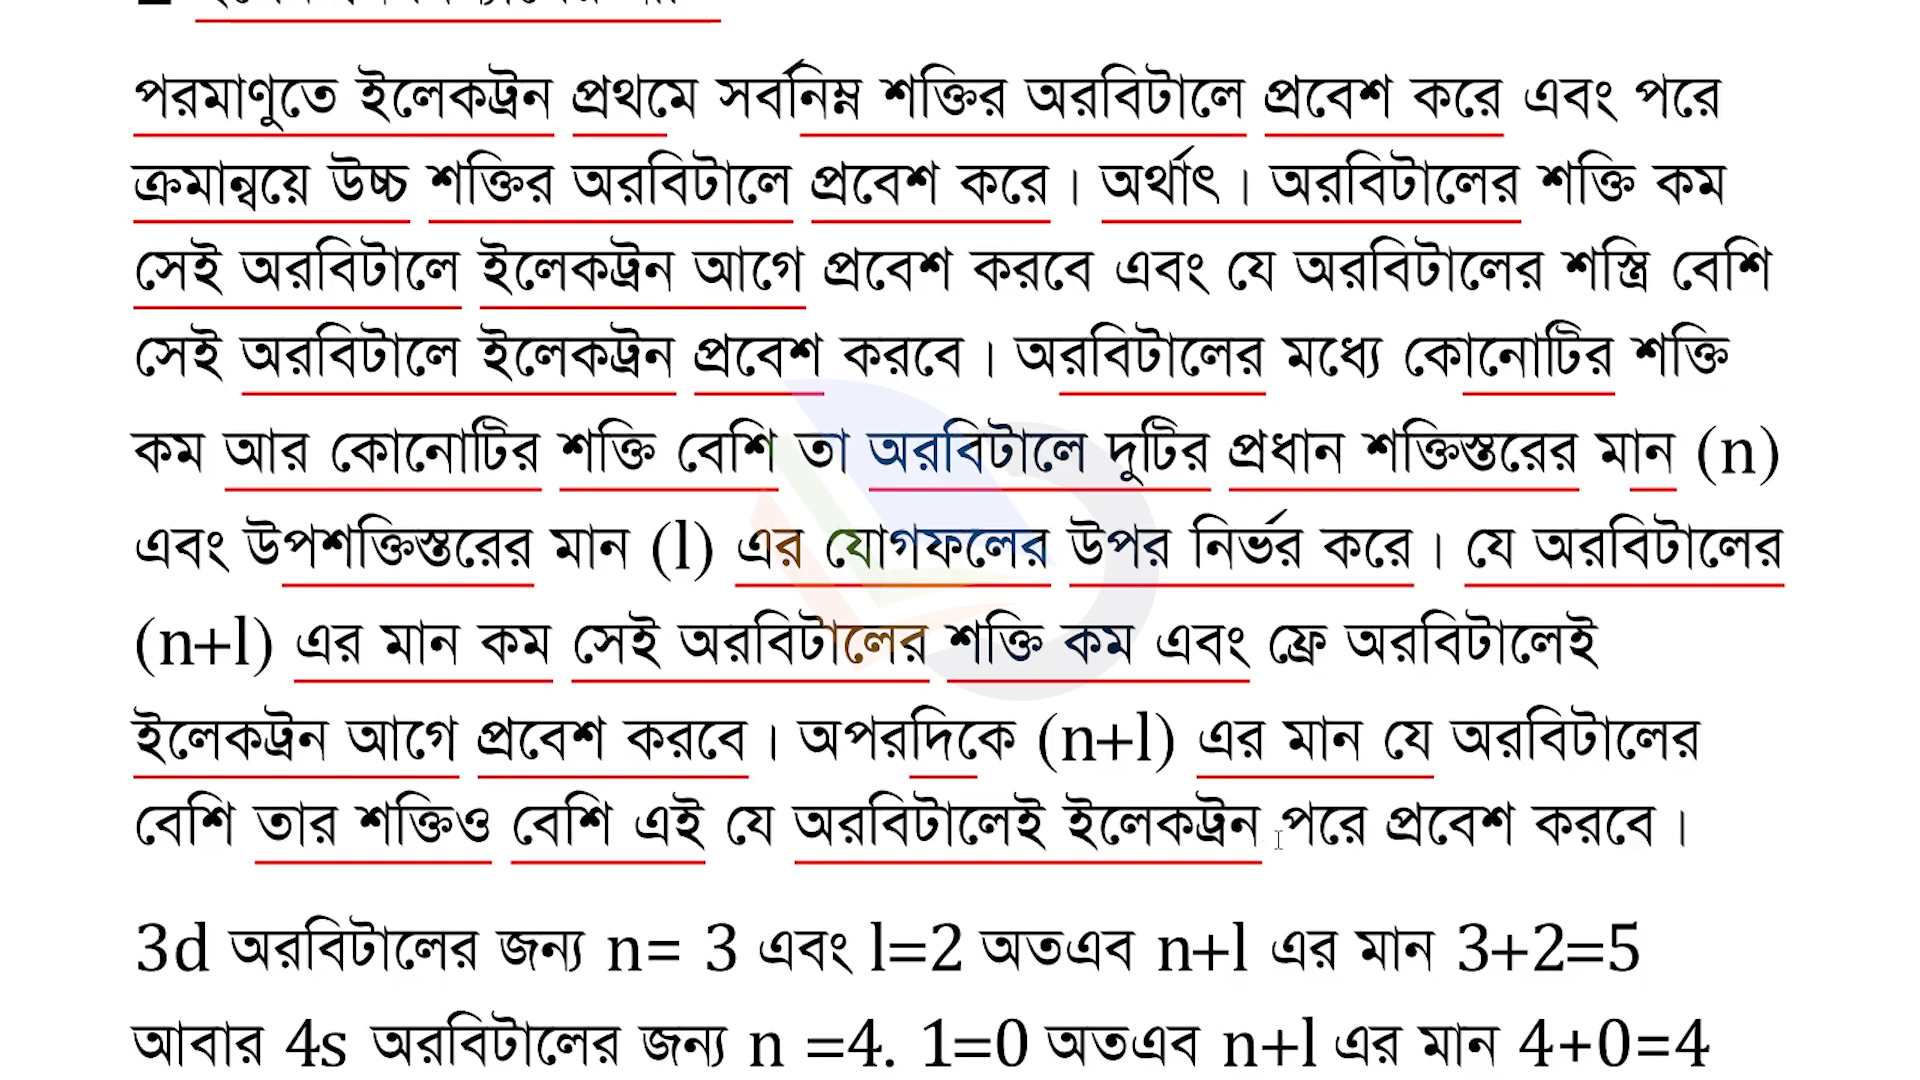 পরমাণুতে ইলেকট্রন প্রথমে সর্বনিম্ন শক্তির অরবিটালে প্রবেশ করে এবং পরে
ক্রমান্বয়ে উচ্চ শক্তির অরবিটালে প্রবেশ করে । অর্থাৎ । অরবিটালের শক্তি কম
সেই অরবিটালে ইলেকট্রন আগে প্রবেশ করবে এবং যে অরবিটালের শস্ত্রি বেশি
সেই অরবিটালে ইলেকট্রন প্রবেশ করবে । অরবিটালের মধ্যে কোনোটির শক্তি
কম আর কোনোটির শক্তি বেশি তা অরবিটালে দুটির প্রধান শক্তিস্তরের মান (n)
এবং উপশক্তিস্তরের মান (l) এর যোগফলের উপর নির্ভর করে । যে অরবিটালের
(n+l) এর মান কম সেই অরবিটালের শক্তি কম এবং ফ্রে অরবিটালেই
ইলেকট্রন আগে প্রবেশ করবে । অপরদিকে (n+l) এর মান যে অরবিটালের
বেশি তার শক্তিও বেশি এই যে অরবিটালেই ইলেকট্রন পরে প্রবেশ করবে ।
3d অরবিটালের জন্য n= 3 এবং l=2 অতএব n+l এর মান 3+2=5
আবার 4s অরবিটালের জন্য n =4. 1=0 অতএব n+l এর মান 4+0=4